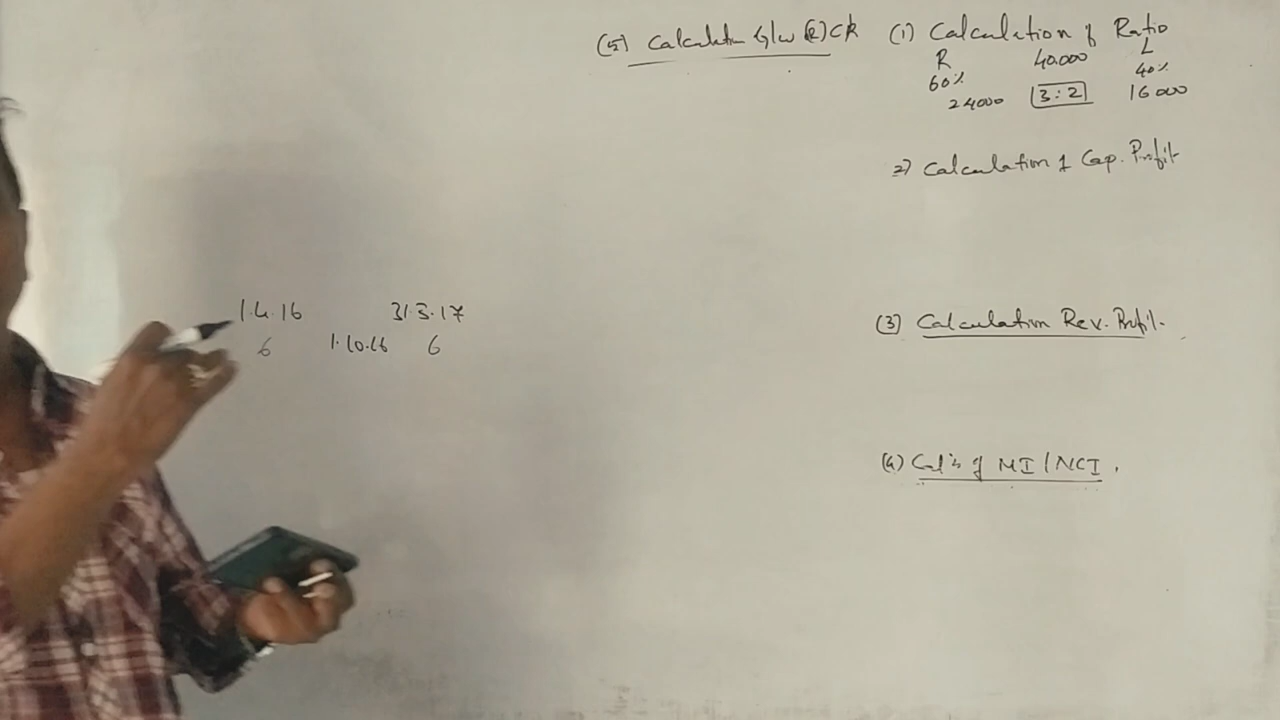 (5) Calculation G/w (R) CR
(1) Calculation of Ratio
R 40.000 L
60% 40%
24000 3:2 16000
2) Calculation of Cap. Profit
1.4.16 31.3.17
6 1.10.16 6
(3) Calculation Rev. Profit.
(4) Cal's of MI/NCI.